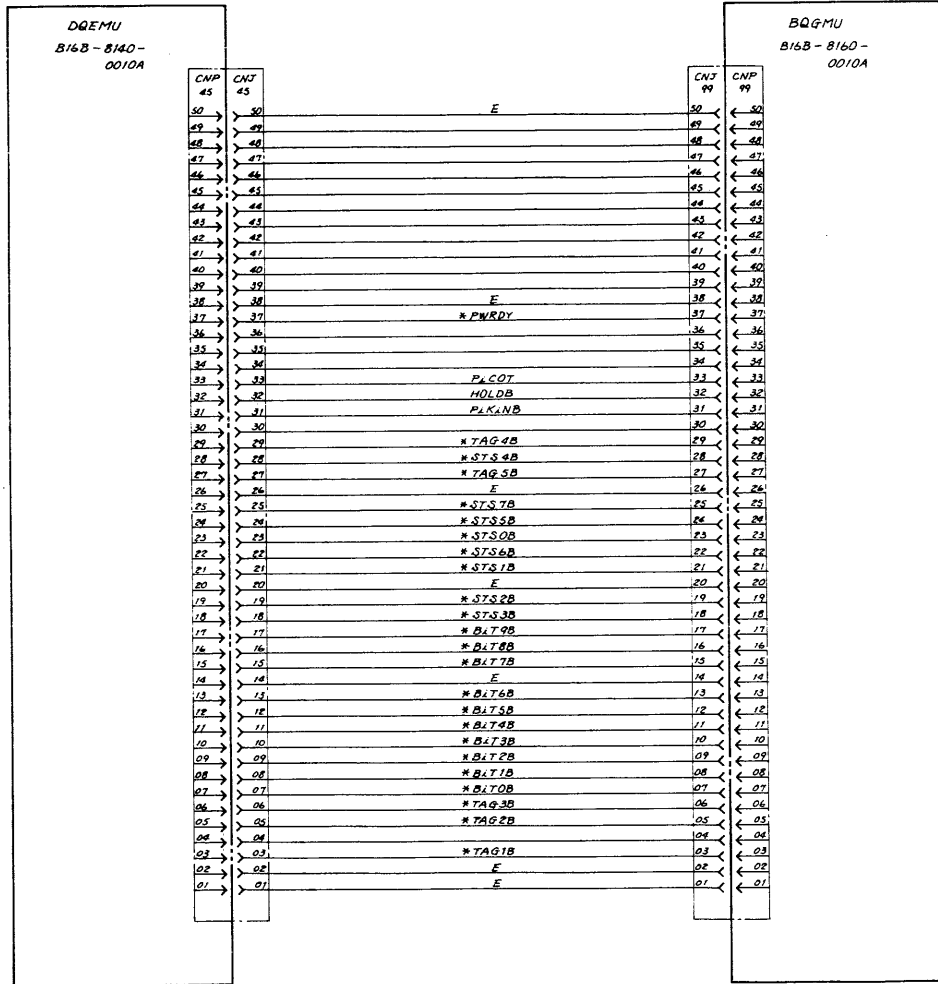 DQEMU
B16B-8140-
0010A
BQGMU
B16B-8160-
0010A
CNP 45 CNJ 45 CNJ 99 CNP 99
50 50 E 50 50
49 49 49 49
48 48 48 48
47 47 47 47
46 46 46 46
45 45 45 45
44 44 44 44
43 43 43 43
42 42 42 42
41 41 41 41
40 40 40 40
39 39 39 39
38 38 E 38 38
37 37 *PWRDY 37 37
36 36 36 36
35 35 35 35
34 34 34 34
33 33 PLCOT 33 33
32 32 HOLDB 32 32
31 31 PLKINB 31 31
30 30 30 30
29 29 *TAG4B 29 29
28 28 *STS4B 28 28
27 27 *TAG5B 27 27
26 26 E 26 26
25 25 *STS7B 25 25
24 24 *STS5B 24 24
23 23 *STS0B 23 23
22 22 *STS6B 22 22
21 21 *STS1B 21 21
20 20 E 20 20
19 19 *STS2B 19 19
18 18 *STS3B 18 18
17 17 *BiT9B 17 17
16 16 *BiT8B 16 16
15 15 *BiT7B 15 15
14 14 E 14 14
13 13 *BiT6B 13 13
12 12 *BiT5B 12 12
11 11 *BiT4B 11 11
10 10 *BiT3B 10 10
09 09 *BiT2B 09 09
08 08 *BiT1B 08 08
07 07 *BiT0B 07 07
06 06 *TAG3B 06 06
05 05 *TAG2B 05 05
04 04 04 04
03 03 *TAG1B 03 03
02 02 E 02 02
01 01 E 01 01